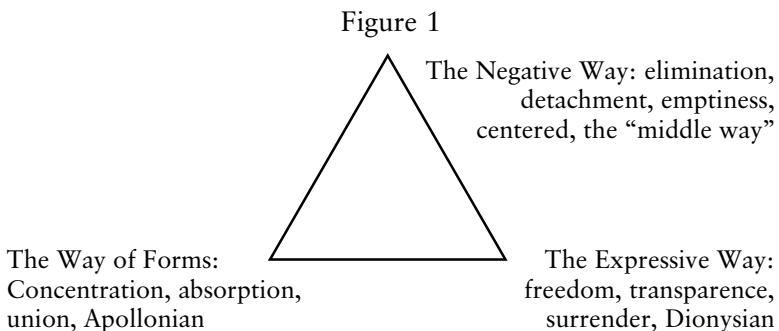 Figure 1
The Negative Way: elimination,
detachment, emptiness,
centered, the “middle way”
The Way of Forms:
Concentration, absorption,
union, Apollonian
The Expressive Way:
freedom, transparence,
surrender, Dionysian